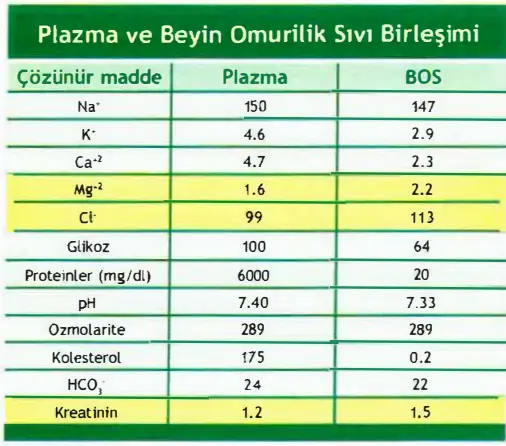 Plazma ve Beyin Omurilik Sıvı Birleşimi
Çözünür madde Plazma BOS
Na⁺ 150 147
K⁺ 4.6 2.9
Ca⁺² 4.7 2.3
Mg⁺² 1.6 2.2
Cl⁻ 99 113
Glikoz 100 64
Proteinler (mg/dl) 6000 20
pH 7.40 7.33
Ozmolarite 289 289
Kolesterol 175 0.2
HCO₃⁻ 24 22
Kreatinin 1.2 1.5